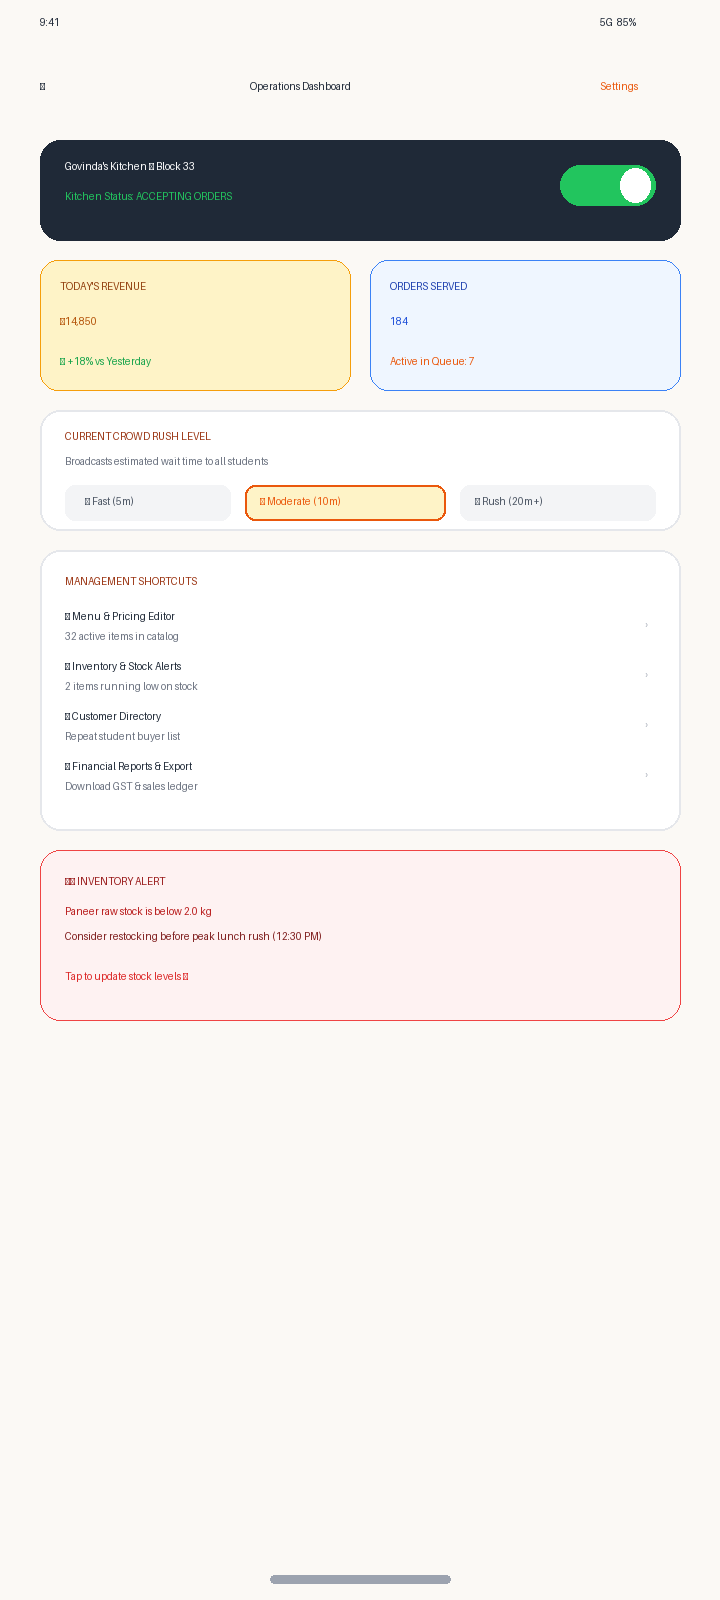 9:41 5G 85%
Operations Dashboard Settings
Govinda's Kitchen Block 33
Kitchen Status: ACCEPTING ORDERS
TODAY'S REVENUE ORDERS SERVED
14,850 184
+18% vs Yesterday Active in Queue: 7
CURRENT CROWD RUSH LEVEL
Broadcasts estimated wait time to all students
Fast (5m) Moderate (10m) Rush (20m+)
MANAGEMENT SHORTCUTS
Menu & Pricing Editor
32 active items in catalog
›
Inventory & Stock Alerts
2 items running low on stock
›
Customer Directory
Repeat student buyer list
›
Financial Reports & Export
Download GST & sales ledger
›
INVENTORY ALERT
Paneer raw stock is below 2.0 kg
Consider restocking before peak lunch rush (12:30 PM)
Tap to update stock levels